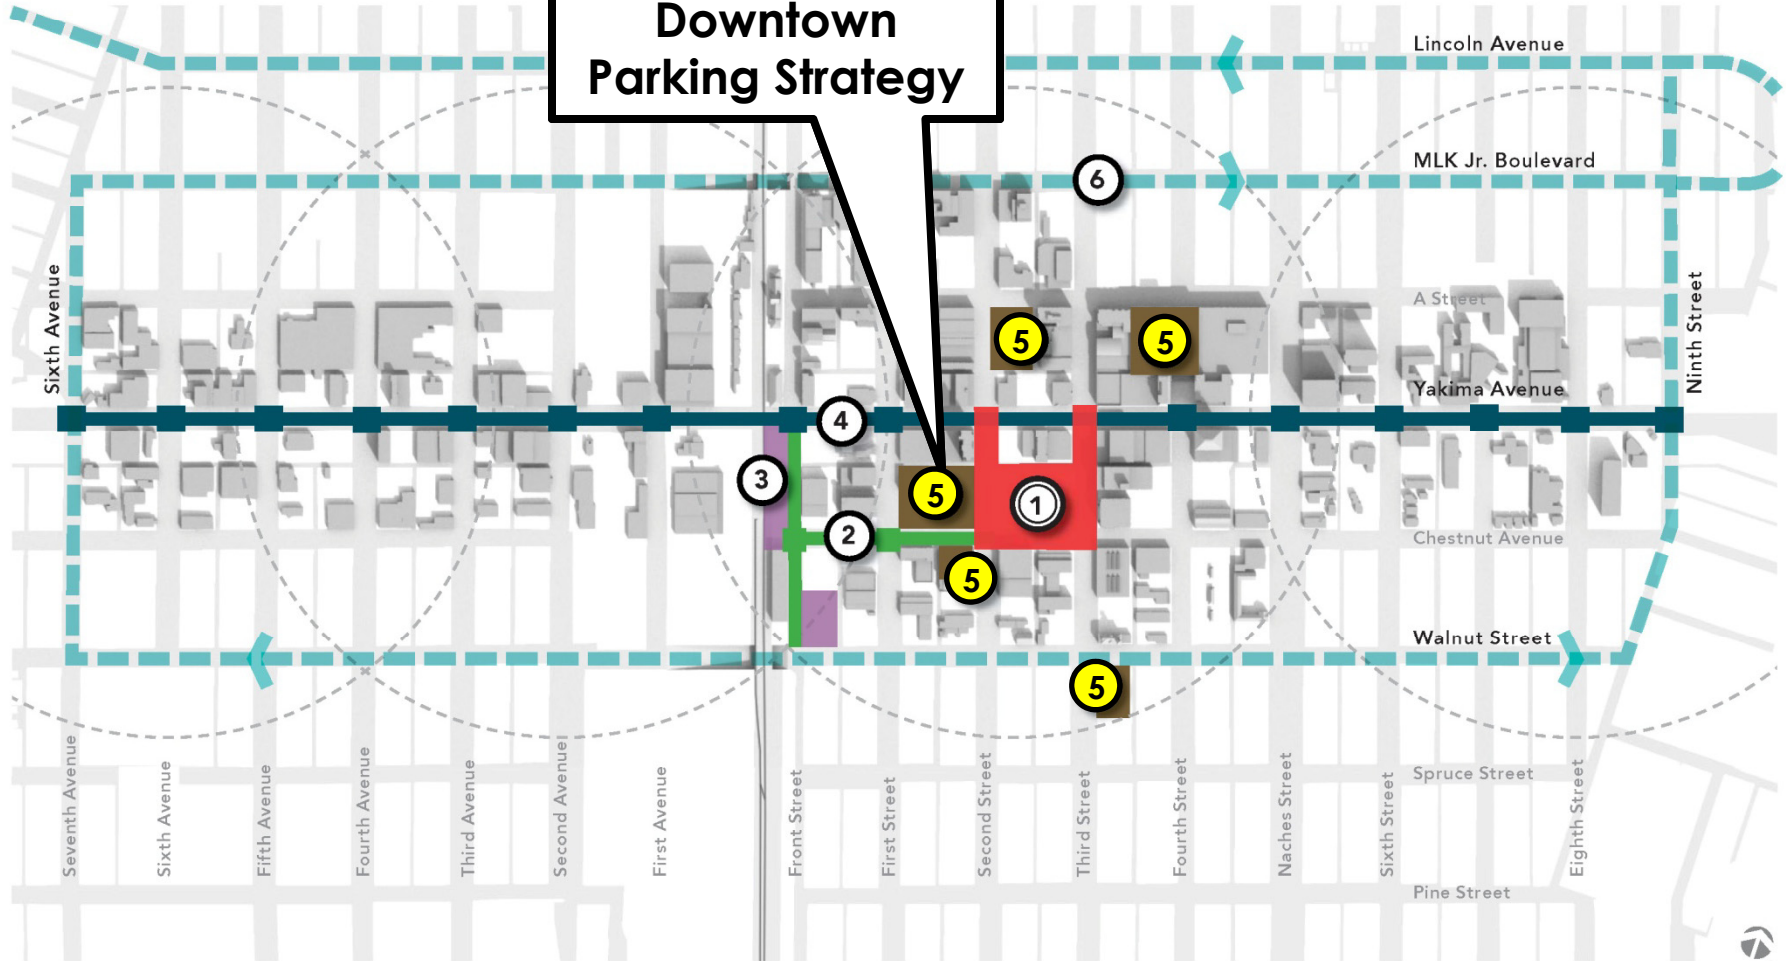 Downtown
Parking Strategy
Lincoln Avenue
MLK Jr. Boulevard
6
Sixth Avenue
Ninth Street
A Street
5
5
Yakima Avenue
4
3
5
1
2
Chestnut Avenue
5
Walnut Street
5
Seventh Avenue
Sixth Avenue
Fifth Avenue
Fourth Avenue
Third Avenue
Second Avenue
First Avenue
Front Street
First Street
Second Street
Third Street
Fourth Street
Naches Street
Sixth Street
Eighth Street
Spruce Street
Pine Street